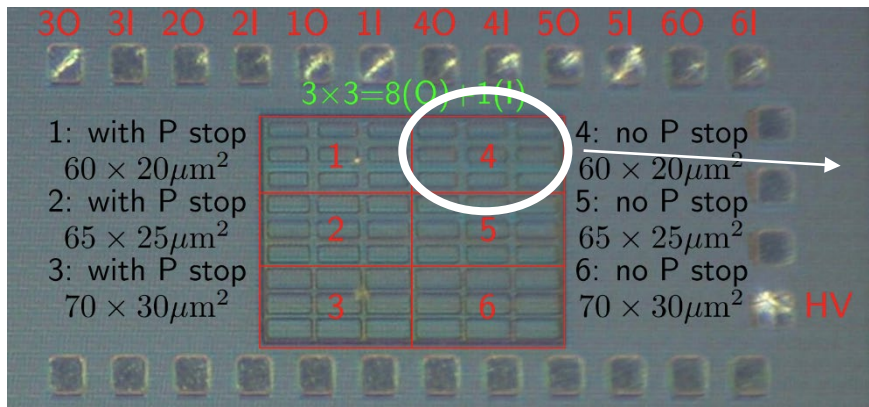 3O 3I 2O 2I 1O 1I 4O 4I 5O 5I 6O 6I
3×3=8(O)+1(I)
1: with P stop
60 × 20μm²
2: with P stop
65 × 25μm²
3: with P stop
70 × 30μm²
1 4
2 5
3 6
4: no P stop
60 × 20μm²
5: no P stop
65 × 25μm²
6: no P stop
70 × 30μm²
HV